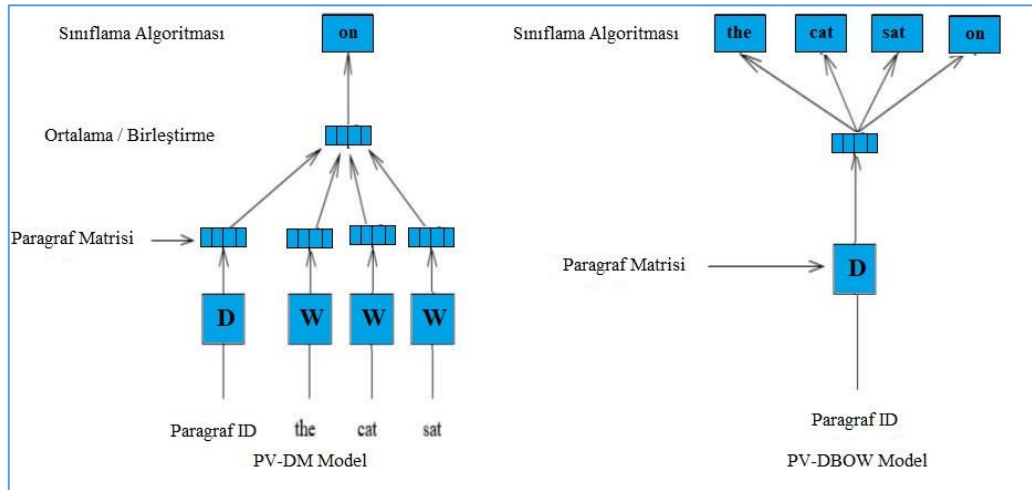 Sınıflama Algoritması
on
Ortalama / Birleştirme
Paragraf Matrisi
D W W W
Paragraf ID the cat sat
PV-DM Model
Sınıflama Algoritması
the cat sat on
Paragraf Matrisi
D
Paragraf ID
PV-DBOW Model